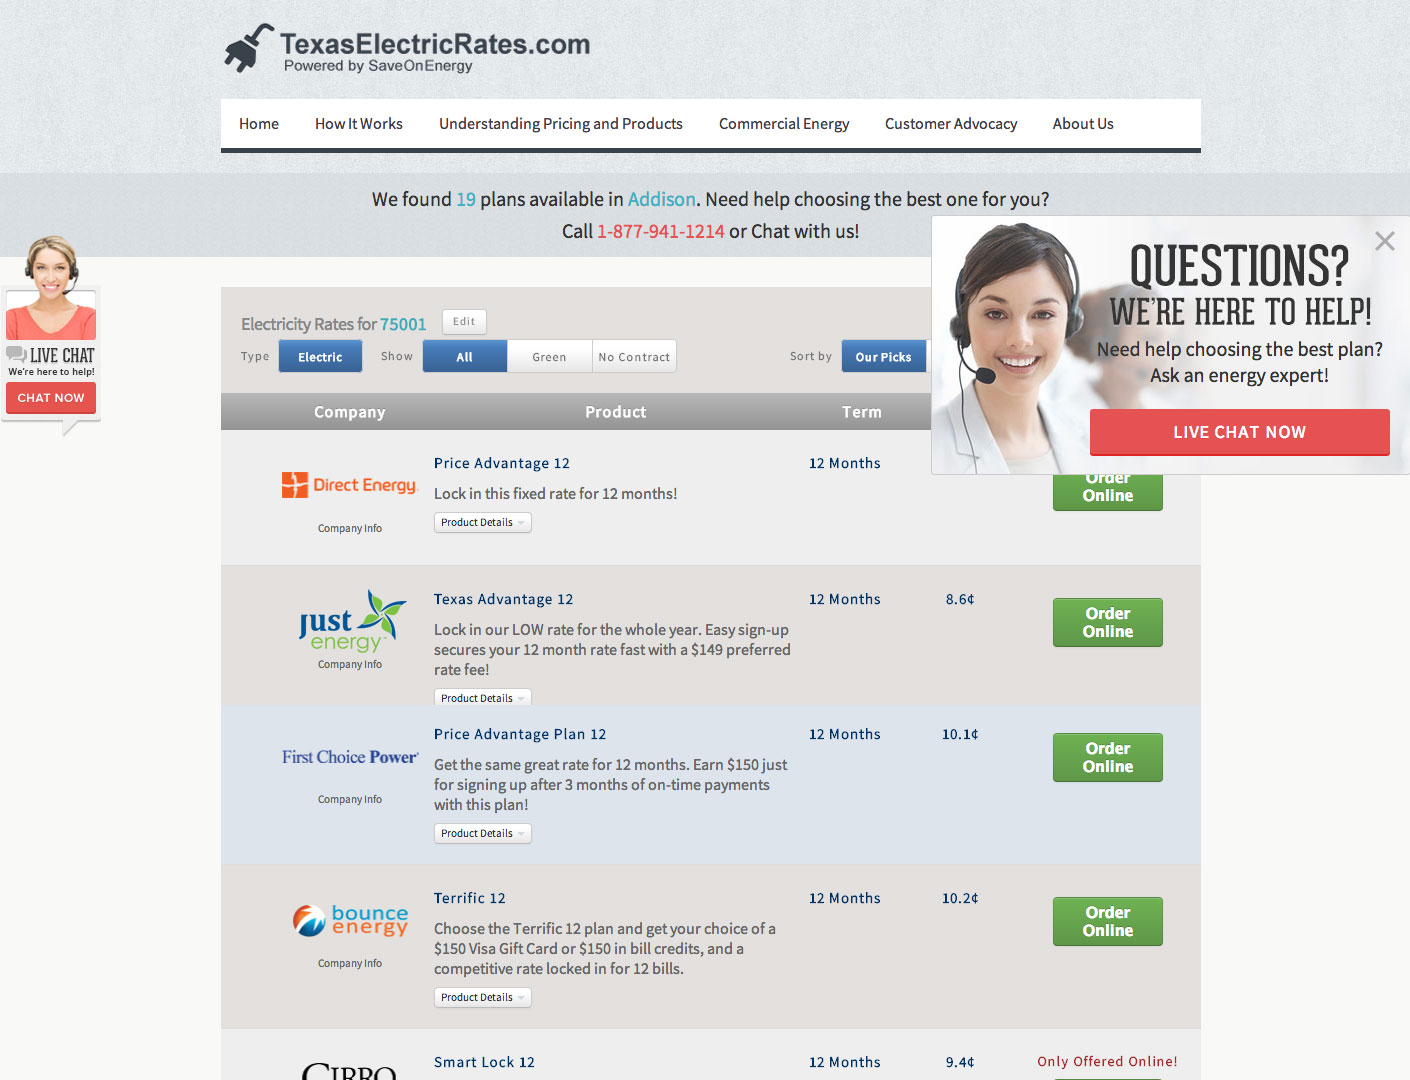 TexasElectricRates.com
Powered by SaveOnEnergy
Home How It Works Understanding Pricing and Products Commercial Energy Customer Advocacy About Us
We found 19 plans available in Addison. Need help choosing the best one for you?
Call 1-877-941-1214 or Chat with us!
LIVE CHAT
We're here to help!
CHAT NOW
QUESTIONS?
WE'RE HERE TO HELP!
Need help choosing the best plan?
Ask an energy expert!
LIVE CHAT NOW
Electricity Rates for 75001 Edit
Type Electric Show All Green No Contract Sort by Our Picks
Company Product Term
Direct Energy
Company Info
Price Advantage 12
Lock in this fixed rate for 12 months!
Product Details
12 Months
Order
Online
just
energy
Company Info
Texas Advantage 12
Lock in our LOW rate for the whole year. Easy sign-up
secures your 12 month rate fast with a $149 preferred
rate fee!
Product Details
12 Months
8.6¢
Order
Online
First Choice Power
Company Info
Price Advantage Plan 12
Get the same great rate for 12 months. Earn $150 just
for signing up after 3 months of on-time payments
with this plan!
Product Details
12 Months
10.1¢
Order
Online
bounce
energy
Company Info
Terrific 12
Choose the Terrific 12 plan and get your choice of a
$150 Visa Gift Card or $150 in bill credits, and a
competitive rate locked in for 12 bills.
Product Details
12 Months
10.2¢
Order
Online
CIRRO
Smart Lock 12
12 Months
9.4¢
Only Offered Online!